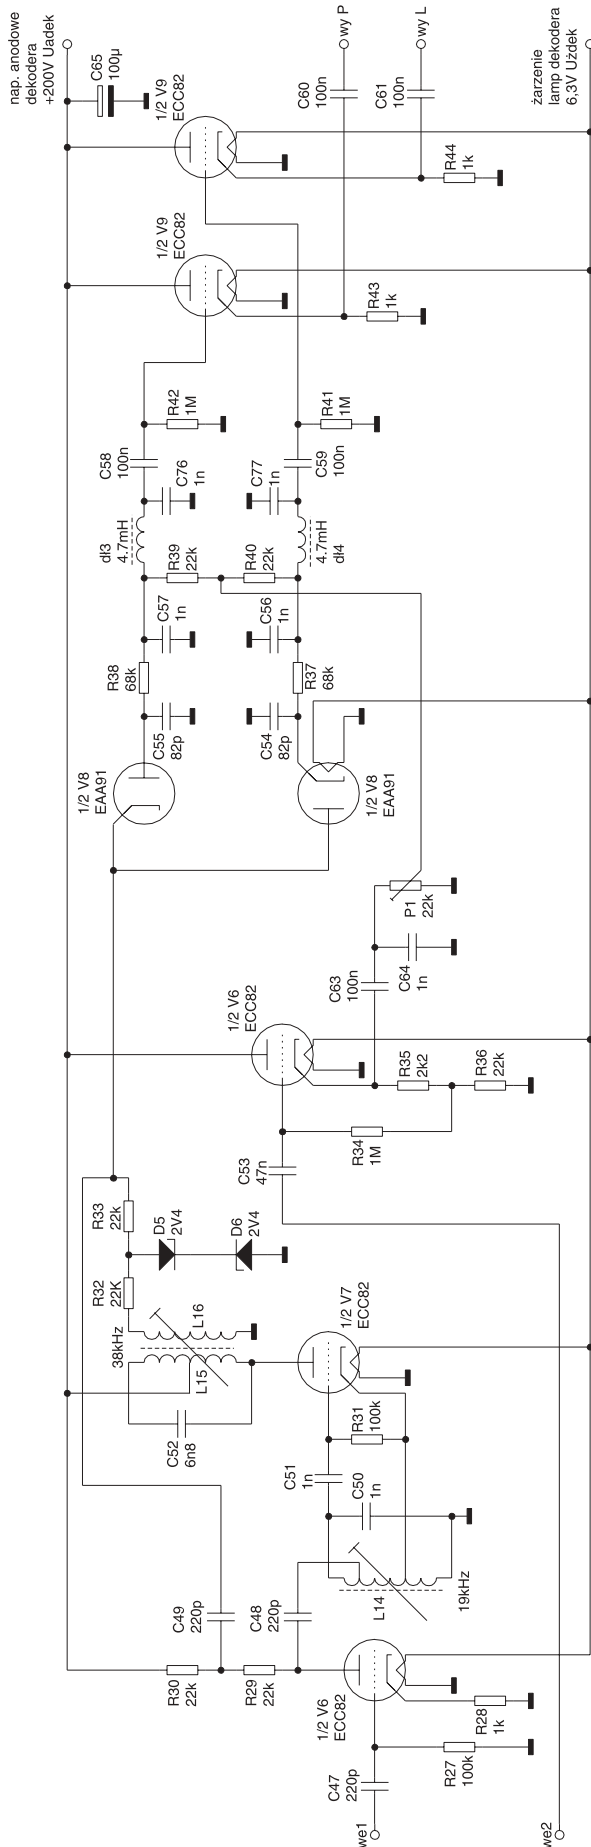 nap. anodowe
dekodera
+200V Uadek
C65
100µ
1/2 V9
ECC82
wy P
wy L
C60
100n
C61
100n
żarzenie
lamp dekodera
6,3V Użdek
R44
1k
1/2 V9
ECC82
R43
1k
R42
1M
R41
1M
C58
100n
C59
100n
C76
1n
C77
1n
dł3
4.7mH
4.7mH
dł4
R39
22k
R40
22k
C57
1n
C56
1n
R38
68k
R37
68k
C55
82p
C54
82p
1/2 V8
EAA91
1/2 V8
EAA91
P1
22k
C63
100n
C64
1n
1/2 V6
ECC82
R35
2k2
R36
22k
R34
1M
C53
47n
R33
22k
D5
2V4
D6
2V4
R32
22K
38kHz
L16
L15
1/2 V7
ECC82
C52
6n8
R31
100k
C51
1n
C50
1n
L14
19kHz
C49
220p
C48
220p
R30
22k
R29
22k
1/2 V6
ECC82
R28
1k
R27
100k
C47
220p
we1
we2